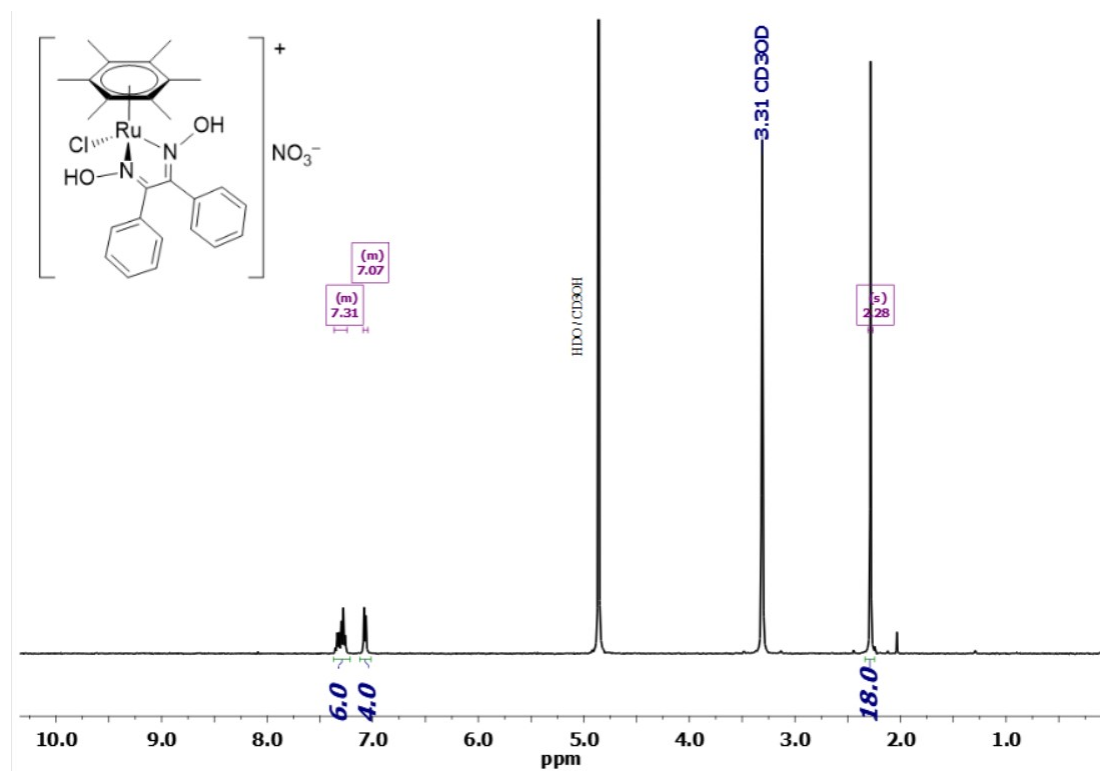 +
OH
Ru
Cl
N
N
HO
NO₃⁻
3.31 CD3OD
(m)
7.07
(m)
7.31
HDO / CD3OH
(s)
2.28
6.0
4.0
18.0
10.0 9.0 8.0 7.0 6.0 5.0 4.0 3.0 2.0 1.0
ppm